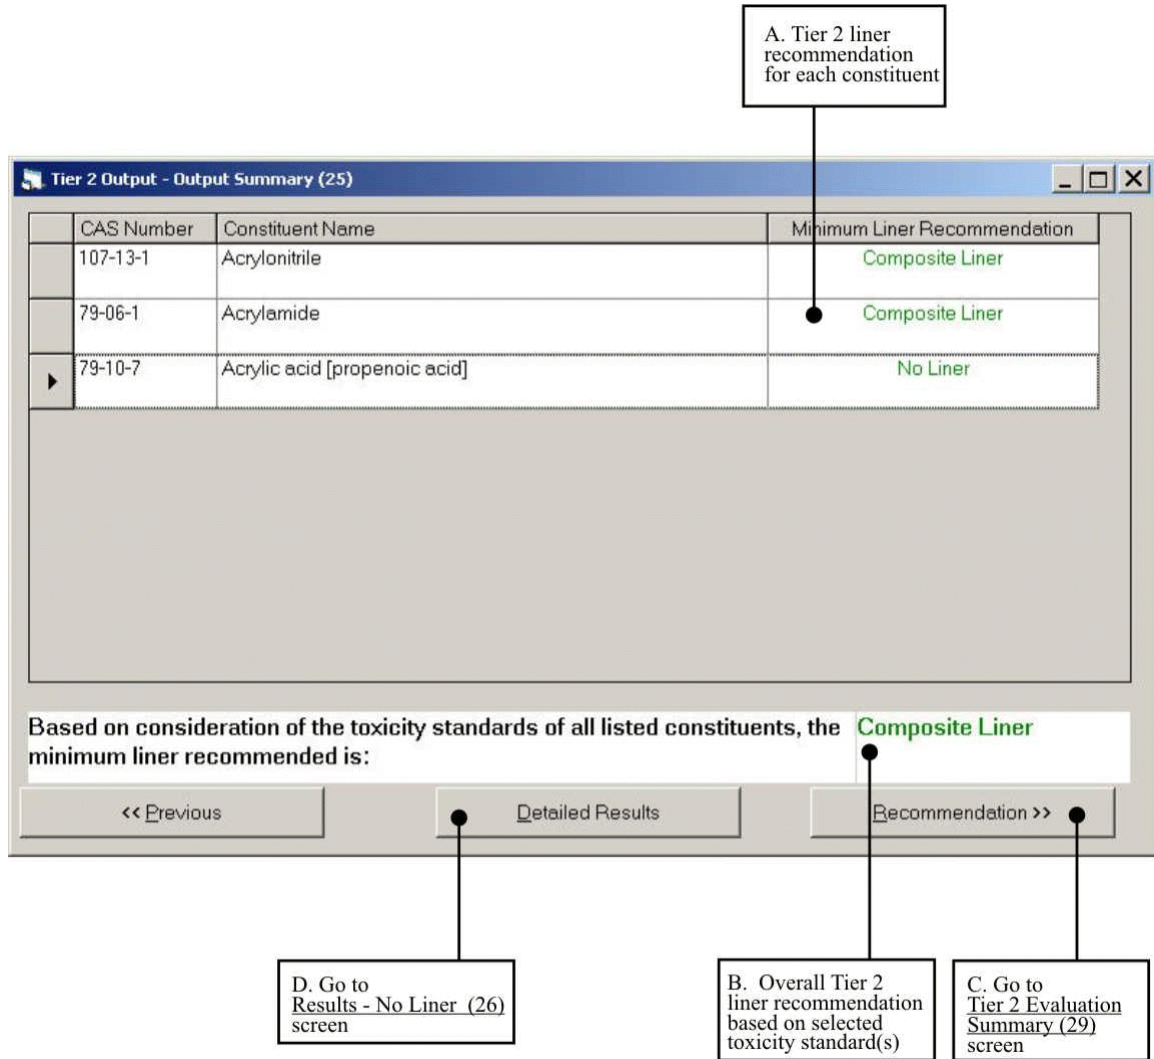 A. Tier 2 liner
recommendation
for each constituent
Tier 2 Output - Output Summary (25)
CAS Number Constituent Name Minimum Liner Recommendation
107-13-1 Acrylonitrile Composite Liner
79-06-1 Acrylamide Composite Liner
79-10-7 Acrylic acid [propenoic acid] No Liner
Based on consideration of the toxicity standards of all listed constituents, the
minimum liner recommended is:
Composite Liner
<< Previous Detailed Results Recommendation >>
D. Go to
Results - No Liner (26)
screen
B. Overall Tier 2
liner recommendation
based on selected
toxicity standard(s)
C. Go to
Tier 2 Evaluation
Summary (29)
screen